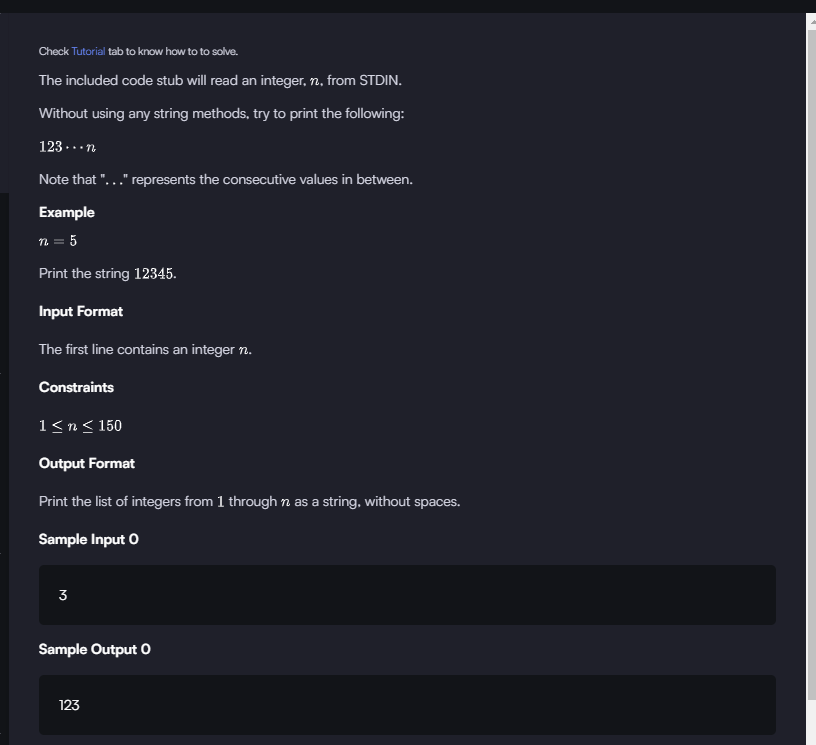 Check Tutorial tab to know how to to solve.
The included code stub will read an integer, n, from STDIN.
Without using any string methods, try to print the following:
123···n
Note that "..." represents the consecutive values in between.
Example
n = 5
Print the string 12345.
Input Format
The first line contains an integer n.
Constraints
1 ≤ n ≤ 150
Output Format
Print the list of integers from 1 through n as a string, without spaces.
Sample Input 0
3
Sample Output 0
123